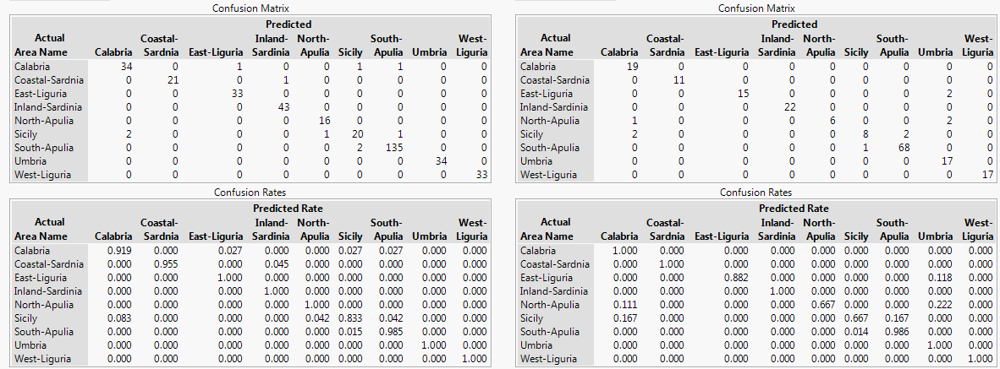 Confusion Matrix
Predicted
Actual Coastal- Inland- North- South- West-
Area Name Calabria Sardnia East-Liguria Sardinia Apulia Sicily Apulia Umbria Liguria
Calabria 34 0 1 0 0 1 1 0 0
Coastal-Sardnia 0 21 0 1 0 0 0 0 0
East-Liguria 0 0 33 0 0 0 0 0 0
Inland-Sardinia 0 0 0 43 0 0 0 0 0
North-Apulia 0 0 0 0 16 0 0 0 0
Sicily 2 0 0 0 1 20 1 0 0
South-Apulia 0 0 0 0 0 2 135 0 0
Umbria 0 0 0 0 0 0 0 34 0
West-Liguria 0 0 0 0 0 0 0 0 33
Confusion Rates
Predicted Rate
Actual Coastal- Inland- North- South- West-
Area Name Calabria Sardnia East-Liguria Sardinia Apulia Sicily Apulia Umbria Liguria
Calabria 0.919 0.000 0.027 0.000 0.000 0.027 0.027 0.000 0.000
Coastal-Sardnia 0.000 0.955 0.000 0.045 0.000 0.000 0.000 0.000 0.000
East-Liguria 0.000 0.000 1.000 0.000 0.000 0.000 0.000 0.000 0.000
Inland-Sardinia 0.000 0.000 0.000 1.000 0.000 0.000 0.000 0.000 0.000
North-Apulia 0.000 0.000 0.000 0.000 1.000 0.000 0.000 0.000 0.000
Sicily 0.083 0.000 0.000 0.000 0.042 0.833 0.042 0.000 0.000
South-Apulia 0.000 0.000 0.000 0.000 0.000 0.015 0.985 0.000 0.000
Umbria 0.000 0.000 0.000 0.000 0.000 0.000 0.000 1.000 0.000
West-Liguria 0.000 0.000 0.000 0.000 0.000 0.000 0.000 0.000 1.000
Confusion Matrix
Predicted
Actual Coastal- Inland- North- South- West-
Area Name Calabria Sardnia East-Liguria Sardinia Apulia Sicily Apulia Umbria Liguria
Calabria 19 0 0 0 0 0 0 0 0
Coastal-Sardnia 0 11 0 0 0 0 0 0 0
East-Liguria 0 0 15 0 0 0 0 2 0
Inland-Sardinia 0 0 0 22 0 0 0 0 0
North-Apulia 1 0 0 0 6 0 0 2 0
Sicily 2 0 0 0 0 8 2 0 0
South-Apulia 0 0 0 0 0 1 68 0 0
Umbria 0 0 0 0 0 0 0 17 0
West-Liguria 0 0 0 0 0 0 0 0 17
Confusion Rates
Predicted Rate
Actual Coastal- Inland- North- South- West-
Area Name Calabria Sardnia East-Liguria Sardinia Apulia Sicily Apulia Umbria Liguria
Calabria 1.000 0.000 0.000 0.000 0.000 0.000 0.000 0.000 0.000
Coastal-Sardnia 0.000 1.000 0.000 0.000 0.000 0.000 0.000 0.000 0.000
East-Liguria 0.000 0.000 0.882 0.000 0.000 0.000 0.000 0.118 0.000
Inland-Sardinia 0.000 0.000 0.000 1.000 0.000 0.000 0.000 0.000 0.000
North-Apulia 0.111 0.000 0.000 0.000 0.667 0.000 0.000 0.222 0.000
Sicily 0.167 0.000 0.000 0.000 0.000 0.667 0.167 0.000 0.000
South-Apulia 0.000 0.000 0.000 0.000 0.000 0.014 0.986 0.000 0.000
Umbria 0.000 0.000 0.000 0.000 0.000 0.000 0.000 1.000 0.000
West-Liguria 0.000 0.000 0.000 0.000 0.000 0.000 0.000 0.000 1.000